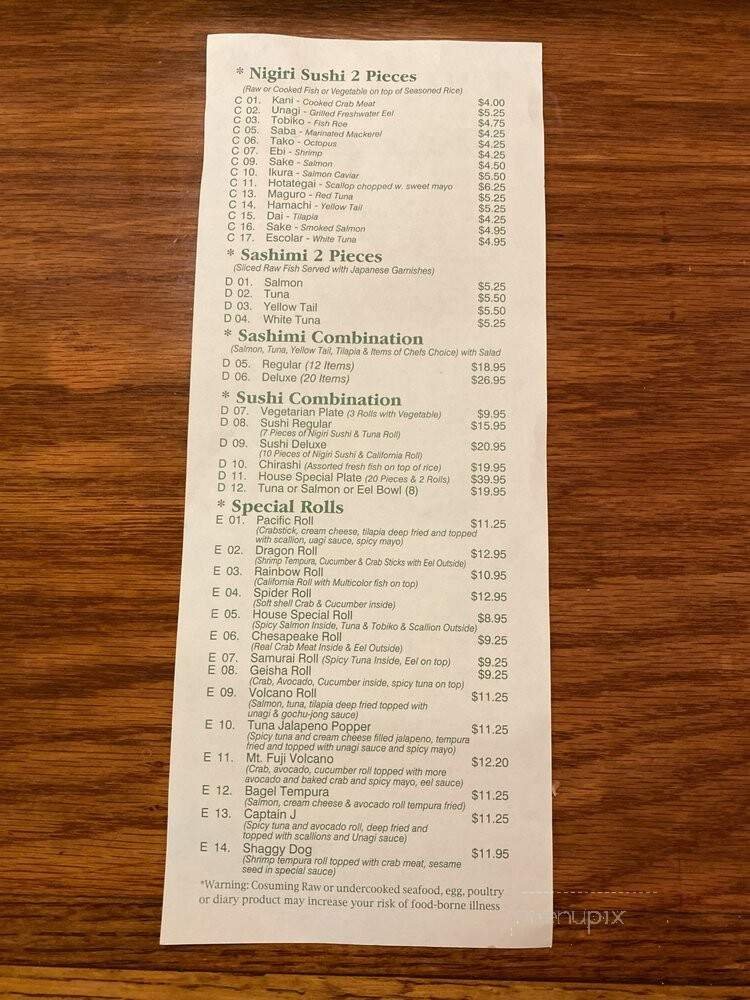 * Nigiri Sushi 2 Pieces
(Raw or Cooked Fish or Vegetable on top of Seasoned Rice)
C 01. Kani - Cooked Crab Meat $4.00
C 02. Unagi - Grilled Freshwater Eel $5.25
C 03. Tobiko - Fish Roe $4.75
C 05. Saba - Marinated Mackerel $4.25
C 06. Tako - Octopus $4.25
C 07. Ebi - Shrimp $4.25
C 09. Sake - Salmon $4.50
C 10. Ikura - Salmon Caviar $5.50
C 11. Hotategai - Scallop chopped w. sweet mayo $6.25
C 13. Maguro - Red Tuna $5.25
C 14. Hamachi - Yellow Tail $5.25
C 15. Dai - Tilapia $4.25
C 16. Sake - Smoked Salmon $4.95
C 17. Escolar - White Tuna $4.95
* Sashimi 2 Pieces
(Sliced Raw Fish Served with Japanese Garnishes)
D 01. Salmon $5.25
D 02. Tuna $5.50
D 03. Yellow Tail $5.50
D 04. White Tuna $5.25
* Sashimi Combination
(Salmon, Tuna, Yellow Tail, Tilapia & Items of Chefs Choice) with Salad
D 05. Regular (12 Items) $18.95
D 06. Deluxe (20 Items) $26.95
* Sushi Combination
D 07. Vegetarian Plate (3 Rolls with Vegetable) $9.95
D 08. Sushi Regular $15.95
(7 Pieces of Nigiri Sushi & Tuna Roll)
D 09. Sushi Deluxe $20.95
(10 Pieces of Nigiri Sushi & California Roll)
D 10. Chirashi (Assorted fresh fish on top of rice) $19.95
D 11. House Special Plate (20 Pieces & 2 Rolls) $39.95
D 12. Tuna or Salmon or Eel Bowl (8) $19.95
* Special Rolls
E 01. Pacific Roll $11.25
(Crabstick, cream cheese, tilapia deep fried and topped
with scallion, uagi sauce, spicy mayo)
E 02. Dragon Roll $12.95
(Shrimp Tempura, Cucumber & Crab Sticks with Eel Outside)
E 03. Rainbow Roll $10.95
(California Roll with Multicolor fish on top)
E 04. Spider Roll $12.95
(Soft shell Crab & Cucumber inside)
E 05. House Special Roll $8.95
(Spicy Salmon Inside, Tuna & Tobiko & Scallion Outside)
E 06. Chesapeake Roll $9.25
(Real Crab Meat Inside & Eel Outside)
E 07. Samurai Roll (Spicy Tuna Inside, Eel on top) $9.25
E 08. Geisha Roll $9.25
(Crab, Avocado, Cucumber inside, spicy tuna on top)
E 09. Volcano Roll $11.25
(Salmon, tuna, tilapia deep fried topped with
unagi & gochu-jong sauce)
E 10. Tuna Jalapeno Popper $11.25
(Spicy tuna and cream cheese filled jalapeno, tempura
fried and topped with unagi sauce and spicy mayo)
E 11. Mt. Fuji Volcano $12.20
(Crab, avocado, cucumber roll topped with more
avocado and baked crab and spicy mayo, eel sauce)
E 12. Bagel Tempura $11.25
(Salmon, cream cheese & avocado roll tempura fried)
E 13. Captain J $11.25
(Spicy tuna and avocado roll, deep fried and
topped with scallions and Unagi sauce)
E 14. Shaggy Dog $11.95
(Shrimp tempura roll topped with crab meat, sesame
seed in special sauce)
*Warning: Cosuming Raw or undercooked seafood, egg, poultry
or diary product may increase your risk of food-borne illness
menupix